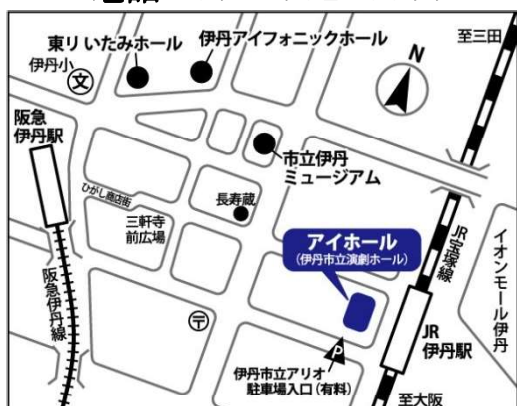 東リ いたみホール
伊丹アイフォニックホール
至三田
伊丹小
文
N
阪急
伊丹駅
市立伊丹
ミュージアム
ひがし商店街
長寿蔵
三軒寺
前広場
アイホール
(伊丹市立演劇ホール)
JR宝塚線
イオンモール伊丹
阪急伊丹線
〒
P
JR
伊丹駅
伊丹市立アリオ
駐車場入口(有料)
至大阪